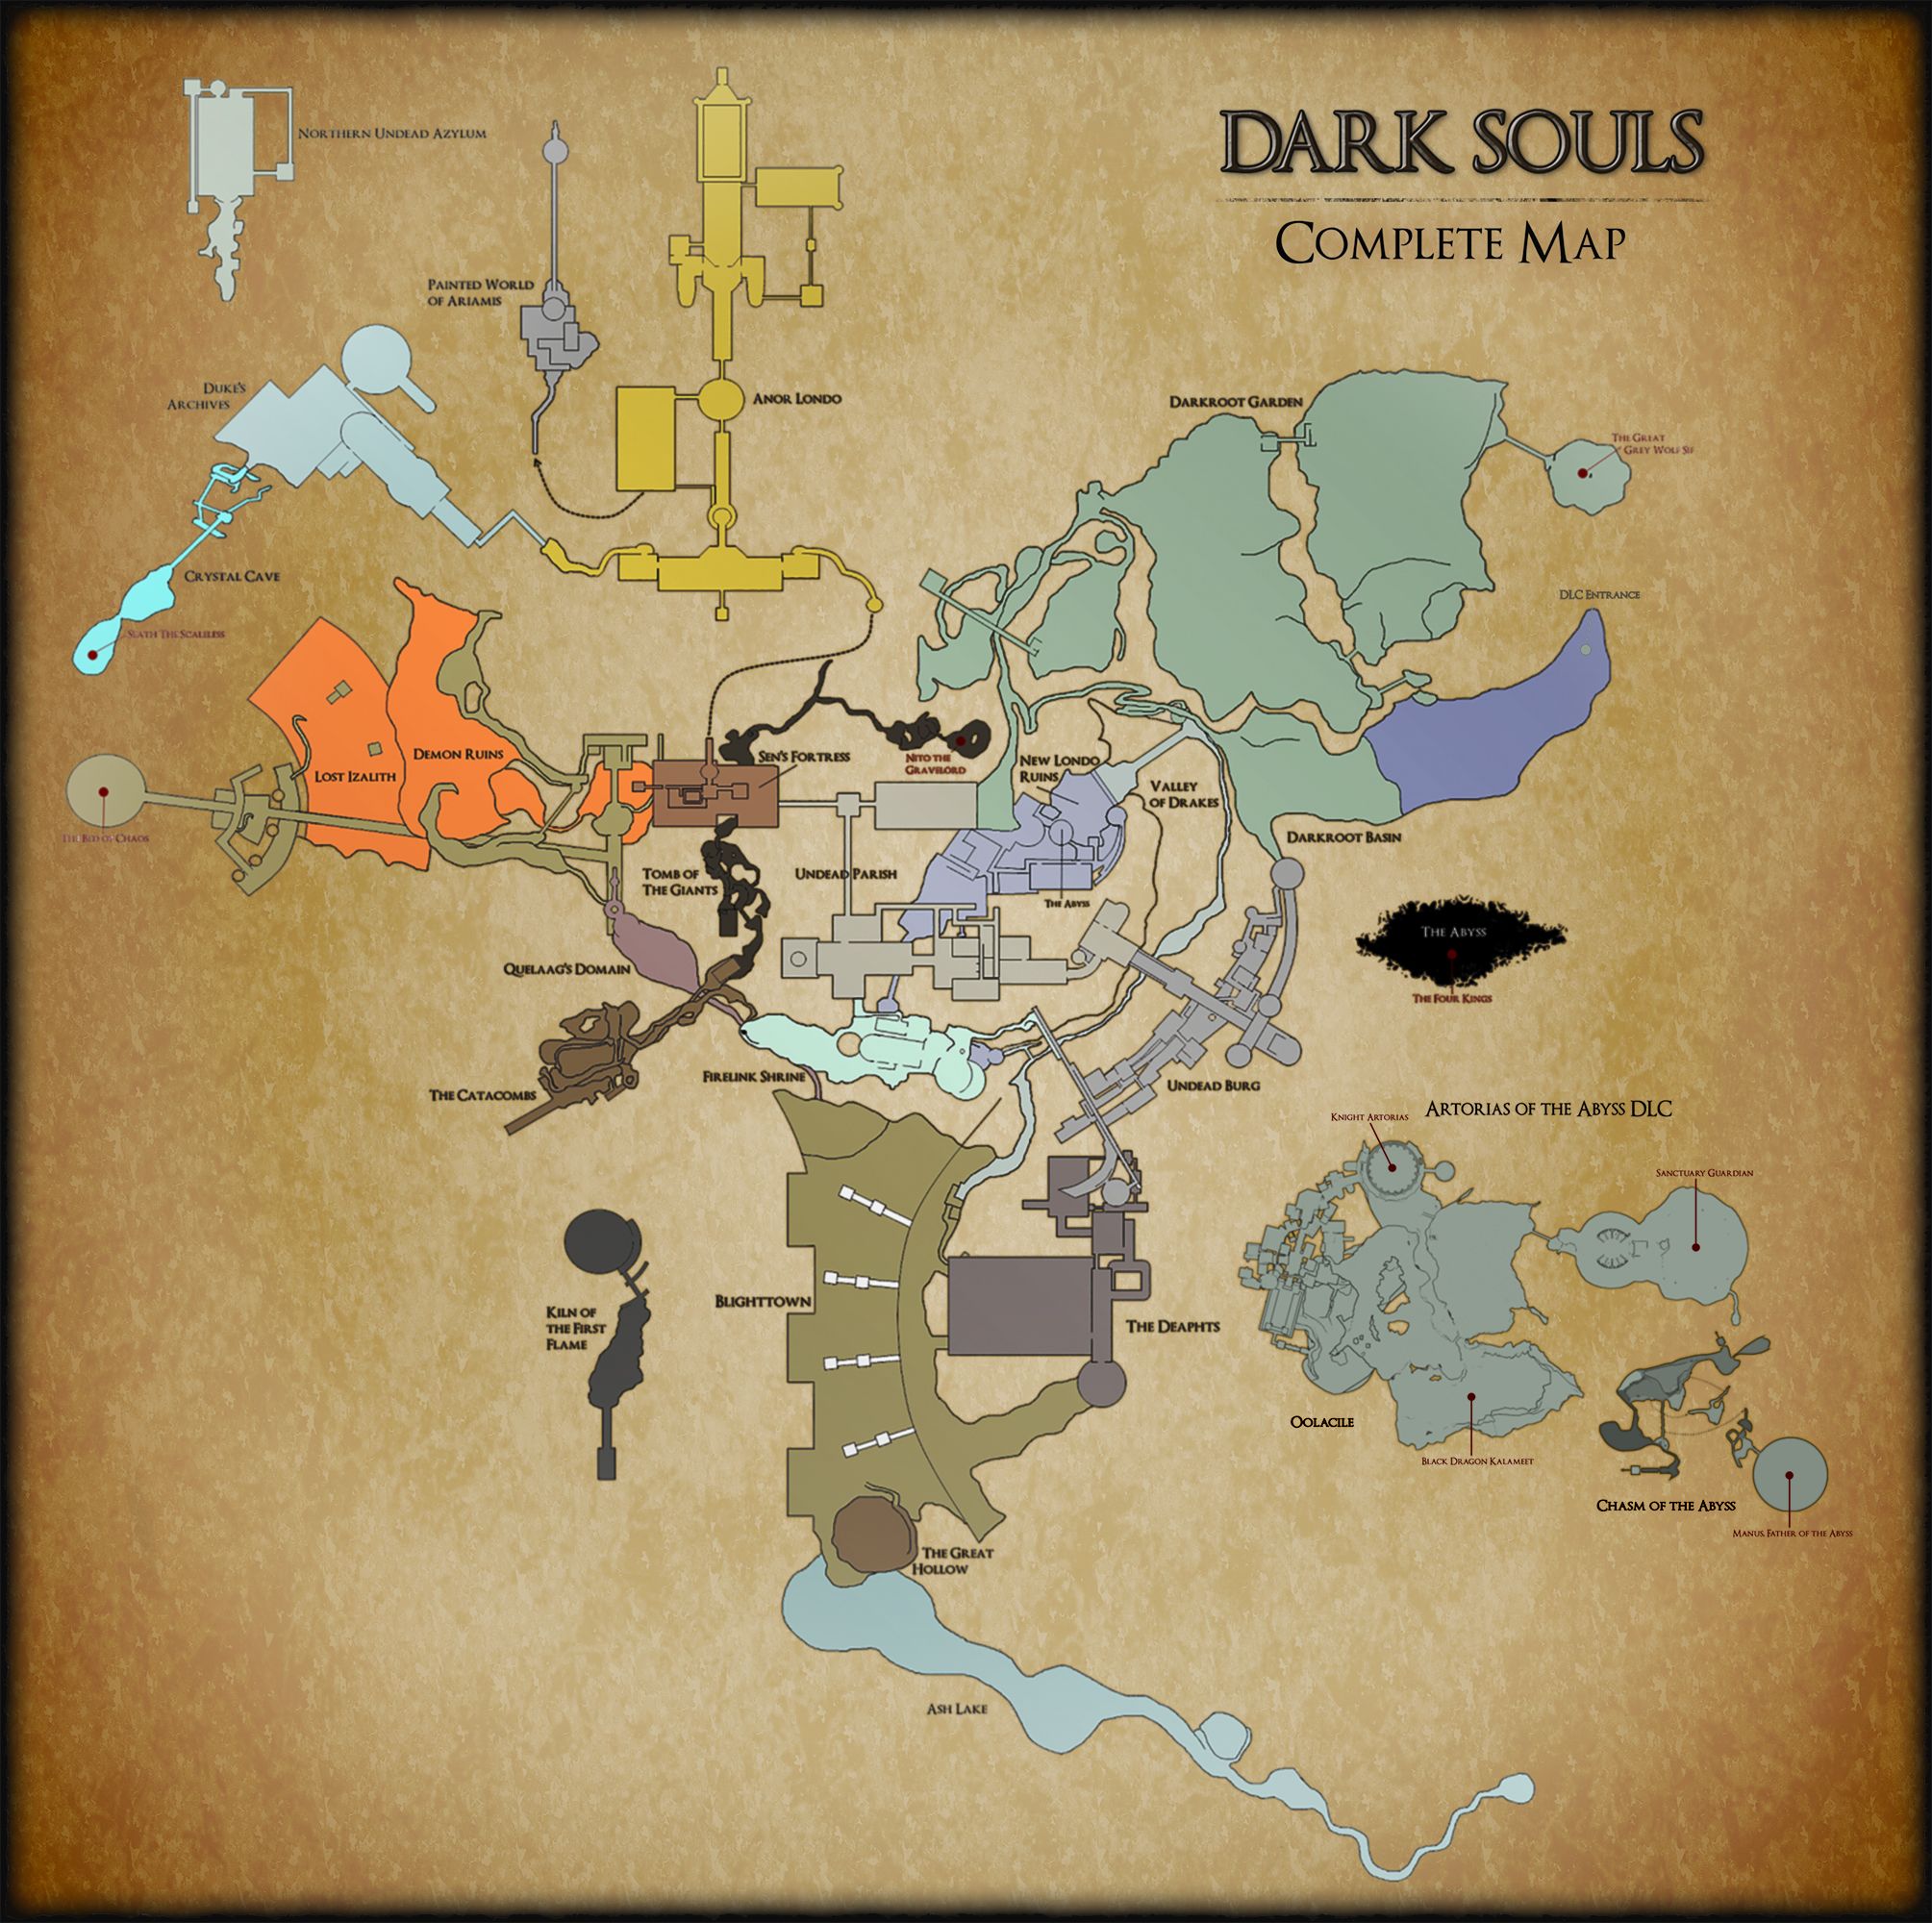 DARK SOULS
COMPLETE MAP
NORTHERN UNDEAD AZYLUM
PAINTED WORLD
OF ARIAMIS
DUKE'S
ARCHIVES
ANOR LONDO
DARKROOT GARDEN
THE GREAT
GREY WOLF SIF
CRYSTAL CAVE
DLC ENTRANCE
SEATH THE SCALELESS
DEMON RUINS
LOST IZALITH
SEN'S FORTRESS
NITO THE
GRAVELORD
NEW LONDO
RUINS
VALLEY
OF DRAKES
THE BED OF CHAOS
DARKROOT BASIN
TOMB OF
THE GIANTS
UNDEAD PARISH
THE ABYSS
THE ABYSS
THE FOUR KINGS
QUELAAG'S DOMAIN
FIRELINK SHRINE
THE CATACOMBS
UNDEAD BURG
ARTORIAS OF THE ABYSS DLC
KNIGHT ARTORIAS
SANCTUARY GUARDIAN
KILN OF
THE FIRST
FLAME
BLIGHTTOWN
THE DEAPHTS
OOLACILE
BLACK DRAGON KALAMEET
CHASM OF THE ABYSS
MANUS, FATHER OF THE ABYSS
THE GREAT
HOLLOW
ASH LAKE